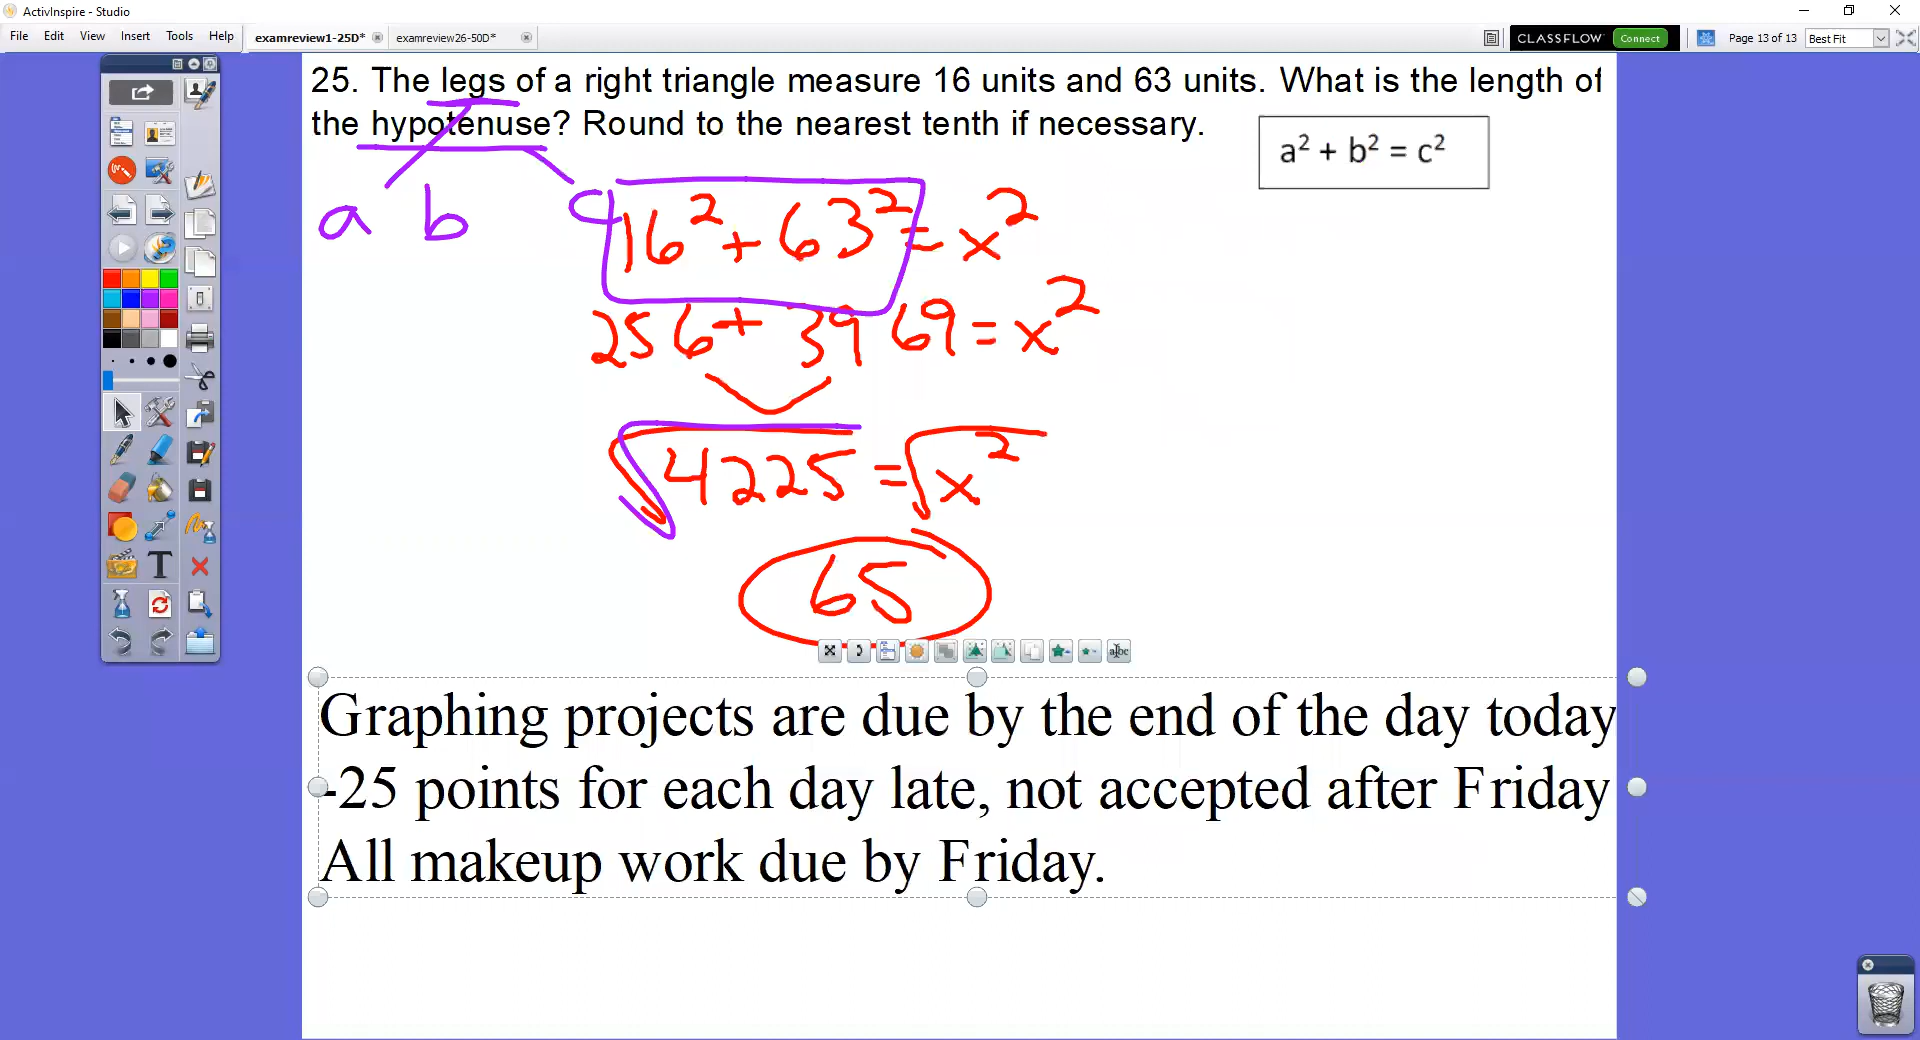 ActivInspire - Studio
File Edit View Insert Tools Help
examreview1-25D* examreview26-50D*
CLASSFLOW Connect Page 13 of 13 Best Fit
25. The legs of a right triangle measure 16 units and 63 units. What is the length of
the hypotenuse? Round to the nearest tenth if necessary.
a² + b² = c²
a b c
16² + 63² = x²
256 + 3969 = x²
√4225 = √x²
65
abc
Graphing projects are due by the end of the day today
-25 points for each day late, not accepted after Friday
All makeup work due by Friday.